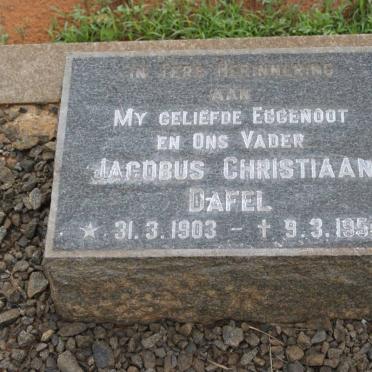 IN TERE HERINNERING
AAN
MY GELIEFDE EGGENOOT
EN ONS VADER
JACOBUS CHRISTIAAN
DAFEL
★ 31.3.1903 – † 9.3.195